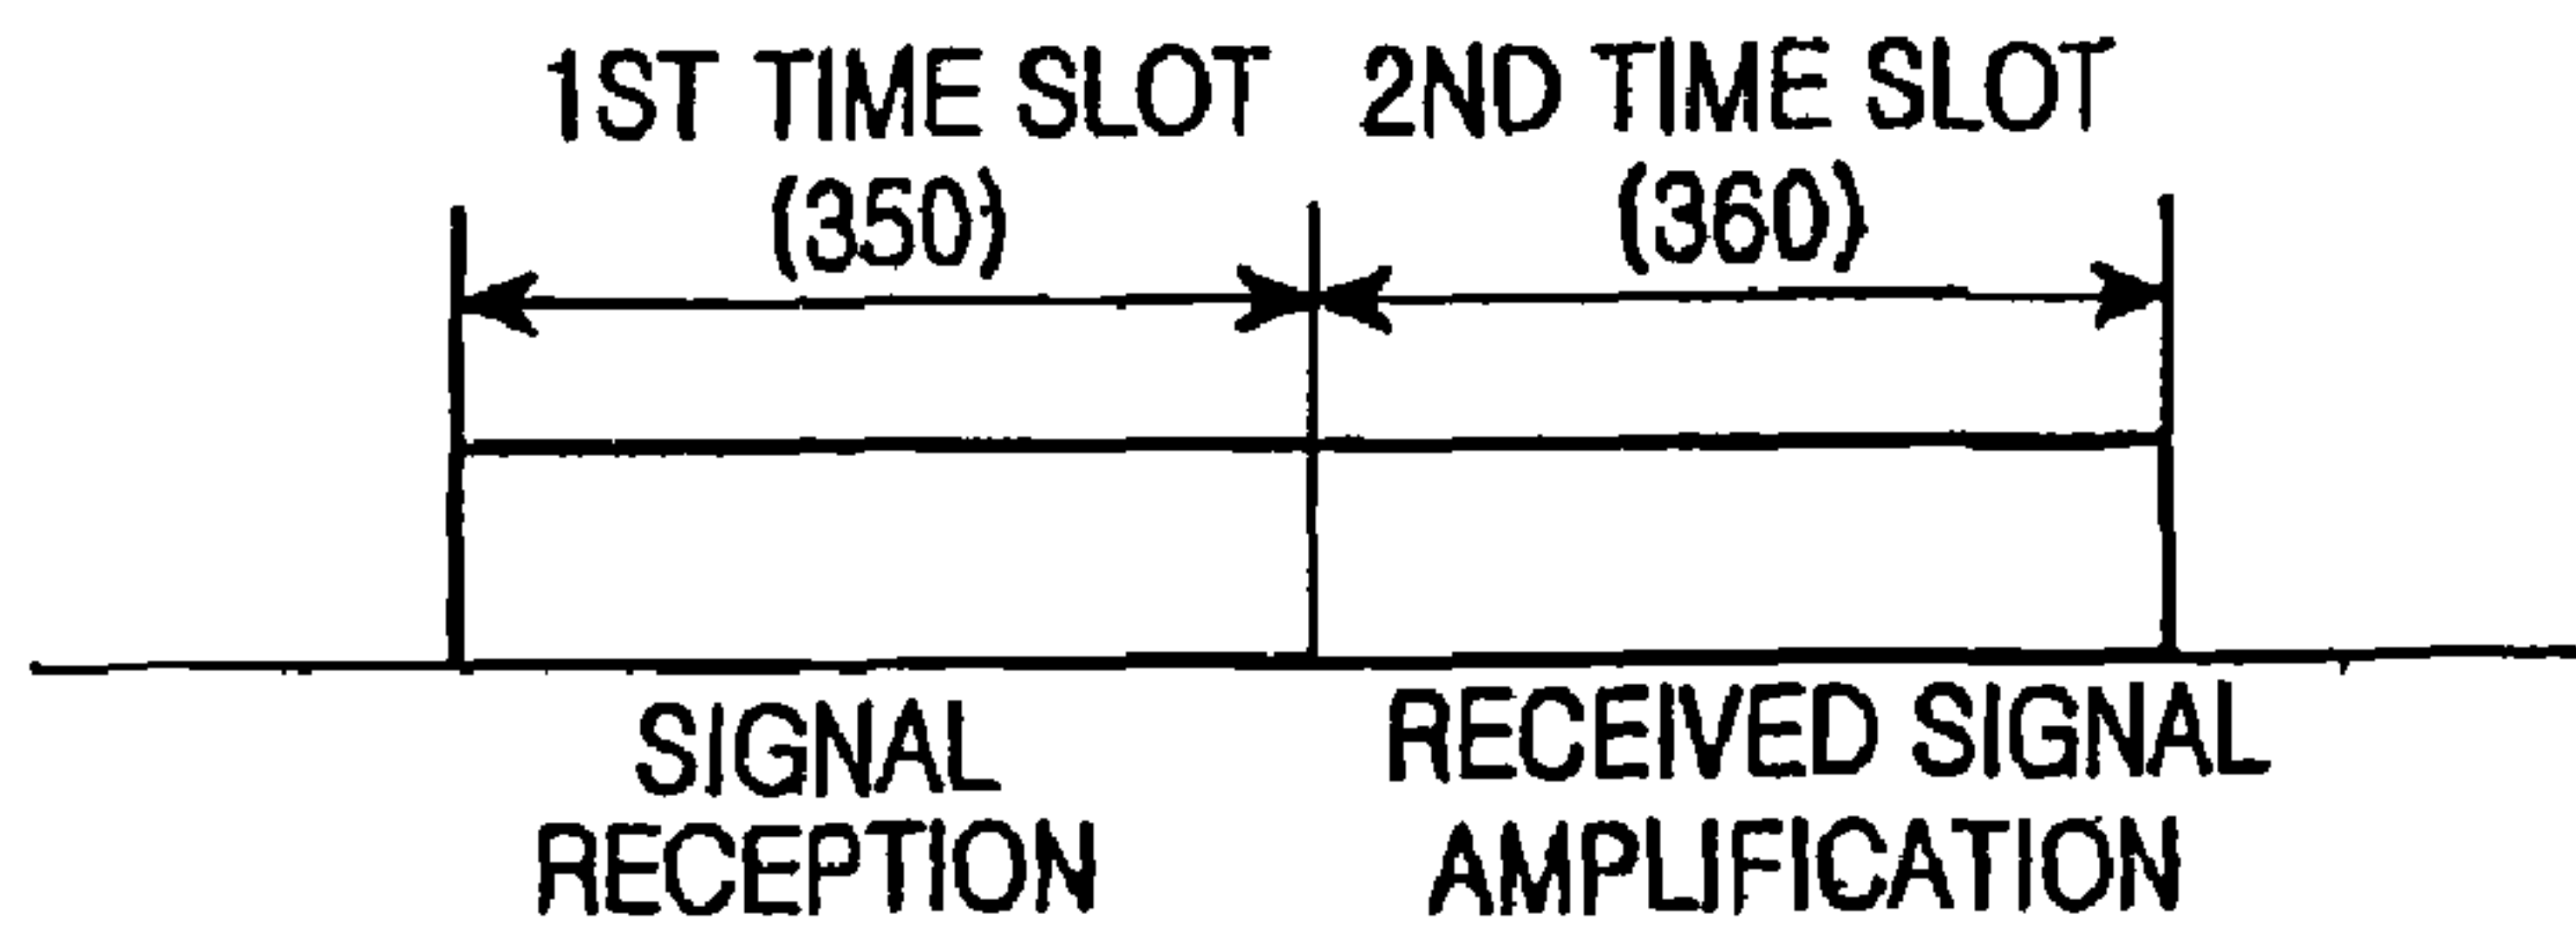 1ST TIME SLOT
(350)
2ND TIME SLOT
(360)
SIGNAL
RECEPTION
RECEIVED SIGNAL
AMPLIFICATION